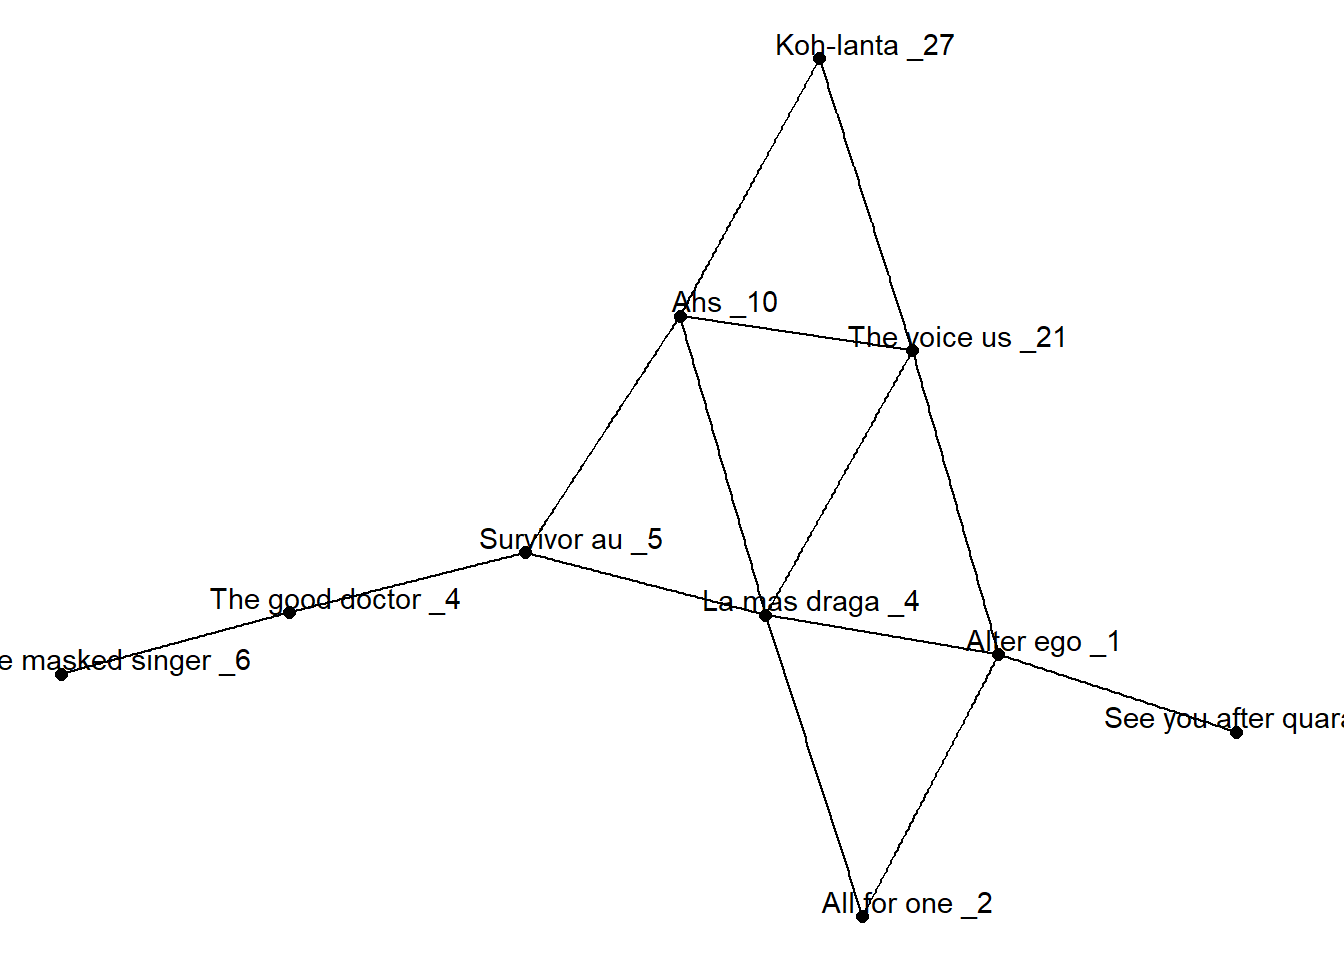 Koh-lanta _27
Ahs _10
The voice us _21
Survivor au _5
The good doctor _4
La mas draga _4
Alter ego _1
e masked singer _6
See you after quara
All for one _2